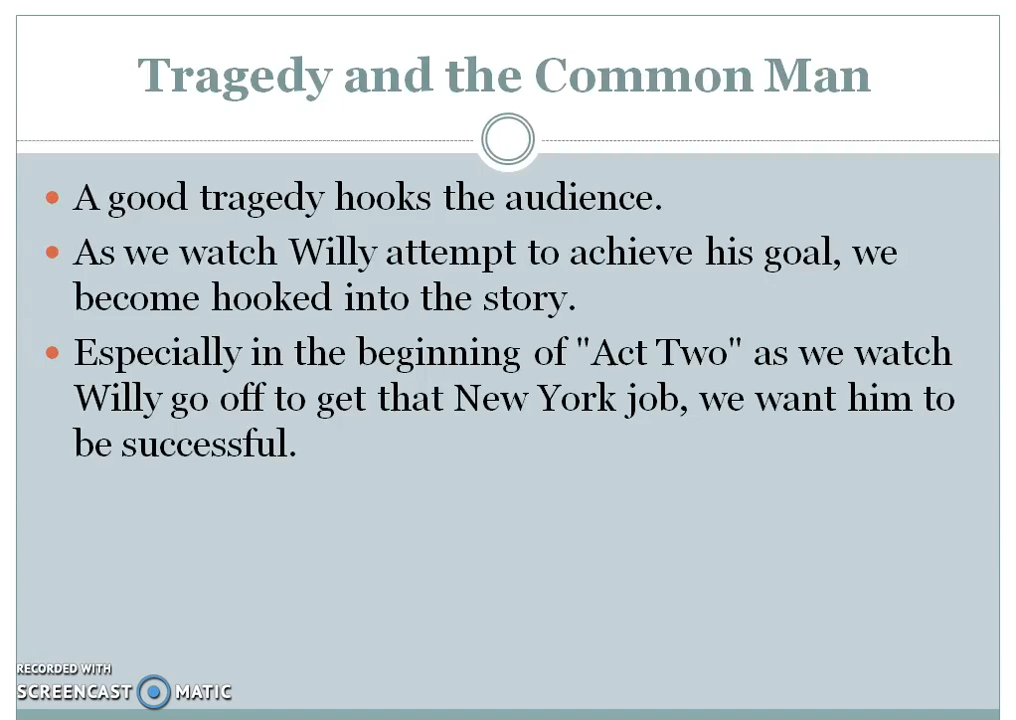 Tragedy and the Common Man
• A good tragedy hooks the audience.
• As we watch Willy attempt to achieve his goal, we
become hooked into the story.
• Especially in the beginning of "Act Two" as we watch
Willy go off to get that New York job, we want him to
be successful.
RECORDED WITH
SCREENCAST MATIC